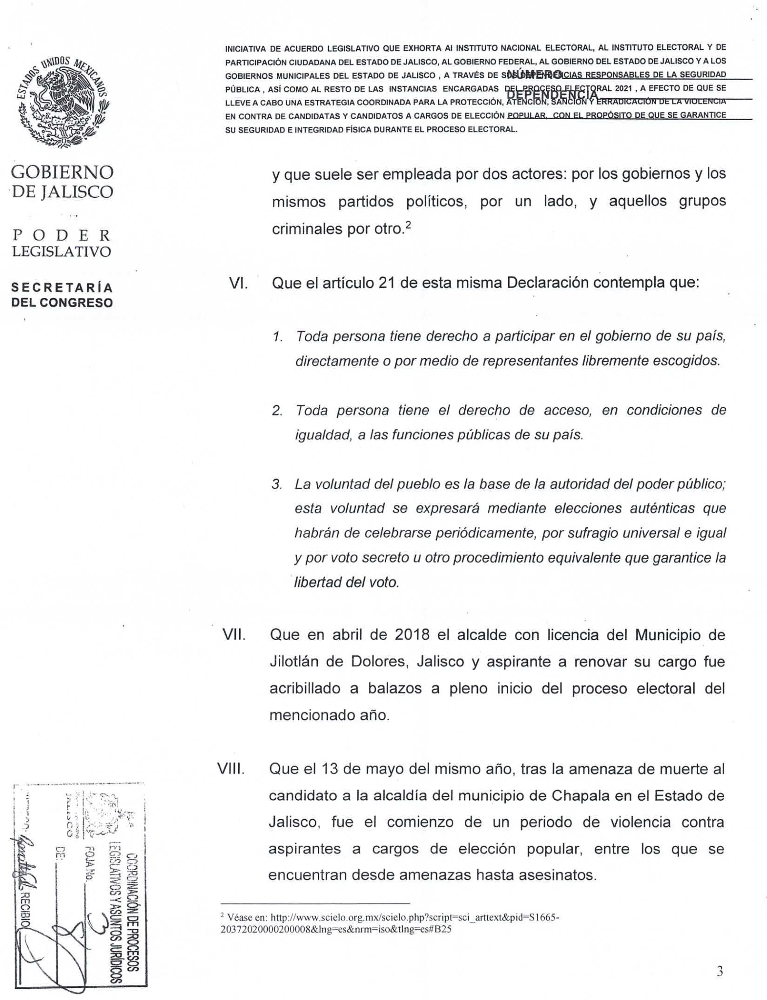 ESTADOS UNIDOS MEXICANOS
GOBIERNO
DE JALISCO
PODER
LEGISLATIVO
SECRETARÍA
DEL CONGRESO
INICIATIVA DE ACUERDO LEGISLATIVO QUE EXHORTA Al INSTITUTO NACIONAL ELECTORAL, AL INSTITUTO ELECTORAL Y DE
PARTICIPACIÓN CIUDADANA DEL ESTADO DE JALISCO, AL GOBIERNO FEDERAL, AL GOBIERNO DEL ESTADO DE JALISCO Y A LOS
GOBIERNOS MUNICIPALES DEL ESTADO DE JALISCO , A TRAVÉS DE SUS DEPENDENCIAS RESPONSABLES DE LA SEGURIDAD
NÚMERO
PÚBLICA , ASÍ COMO AL RESTO DE LAS INSTANCIAS ENCARGADAS DEL PROCESO ELECTORAL 2021 , A EFECTO DE QUE SE
DEPENDENCIA
LLEVE A CABO UNA ESTRATEGIA COORDINADA PARA LA PROTECCIÓN, ATENCIÓN, SANCIÓN Y ERRADICACIÓN DE LA VIOLENCIA
EN CONTRA DE CANDIDATAS Y CANDIDATOS A CARGOS DE ELECCIÓN POPULAR, CON EL PROPÓSITO DE QUE SE GARANTICE
SU SEGURIDAD E INTEGRIDAD FÍSICA DURANTE EL PROCESO ELECTORAL.
y que suele ser empleada por dos actores: por los gobiernos y los
mismos partidos políticos, por un lado, y aquellos grupos
criminales por otro.²
VI. Que el artículo 21 de esta misma Declaración contempla que:
1. Toda persona tiene derecho a participar en el gobierno de su país,
directamente o por medio de representantes libremente escogidos.
2. Toda persona tiene el derecho de acceso, en condiciones de
igualdad, a las funciones públicas de su país.
3. La voluntad del pueblo es la base de la autoridad del poder público;
esta voluntad se expresará mediante elecciones auténticas que
habrán de celebrarse periódicamente, por sufragio universal e igual
y por voto secreto u otro procedimiento equivalente que garantice la
libertad del voto.
VII. Que en abril de 2018 el alcalde con licencia del Municipio de
Jilotlán de Dolores, Jalisco y aspirante a renovar su cargo fue
acribillado a balazos a pleno inicio del proceso electoral del
mencionado año.
VIII. Que el 13 de mayo del mismo año, tras la amenaza de muerte al
candidato a la alcaldía del municipio de Chapala en el Estado de
Jalisco, fue el comienzo de un periodo de violencia contra
aspirantes a cargos de elección popular, entre los que se
encuentran desde amenazas hasta asesinatos.
² Véase en: http://www.scielo.org.mx/scielo.php?script=sci_arttext&pid=S1665-
20372020000200008&lng=es&nrm=iso&tlng=es#B25
3
COORDINACIÓN DE PROCESOS
LEGISLATIVOS Y ASUNTOS JURÍDICOS
FOJA No. 3
JALISCO
DE:
RECIBIO